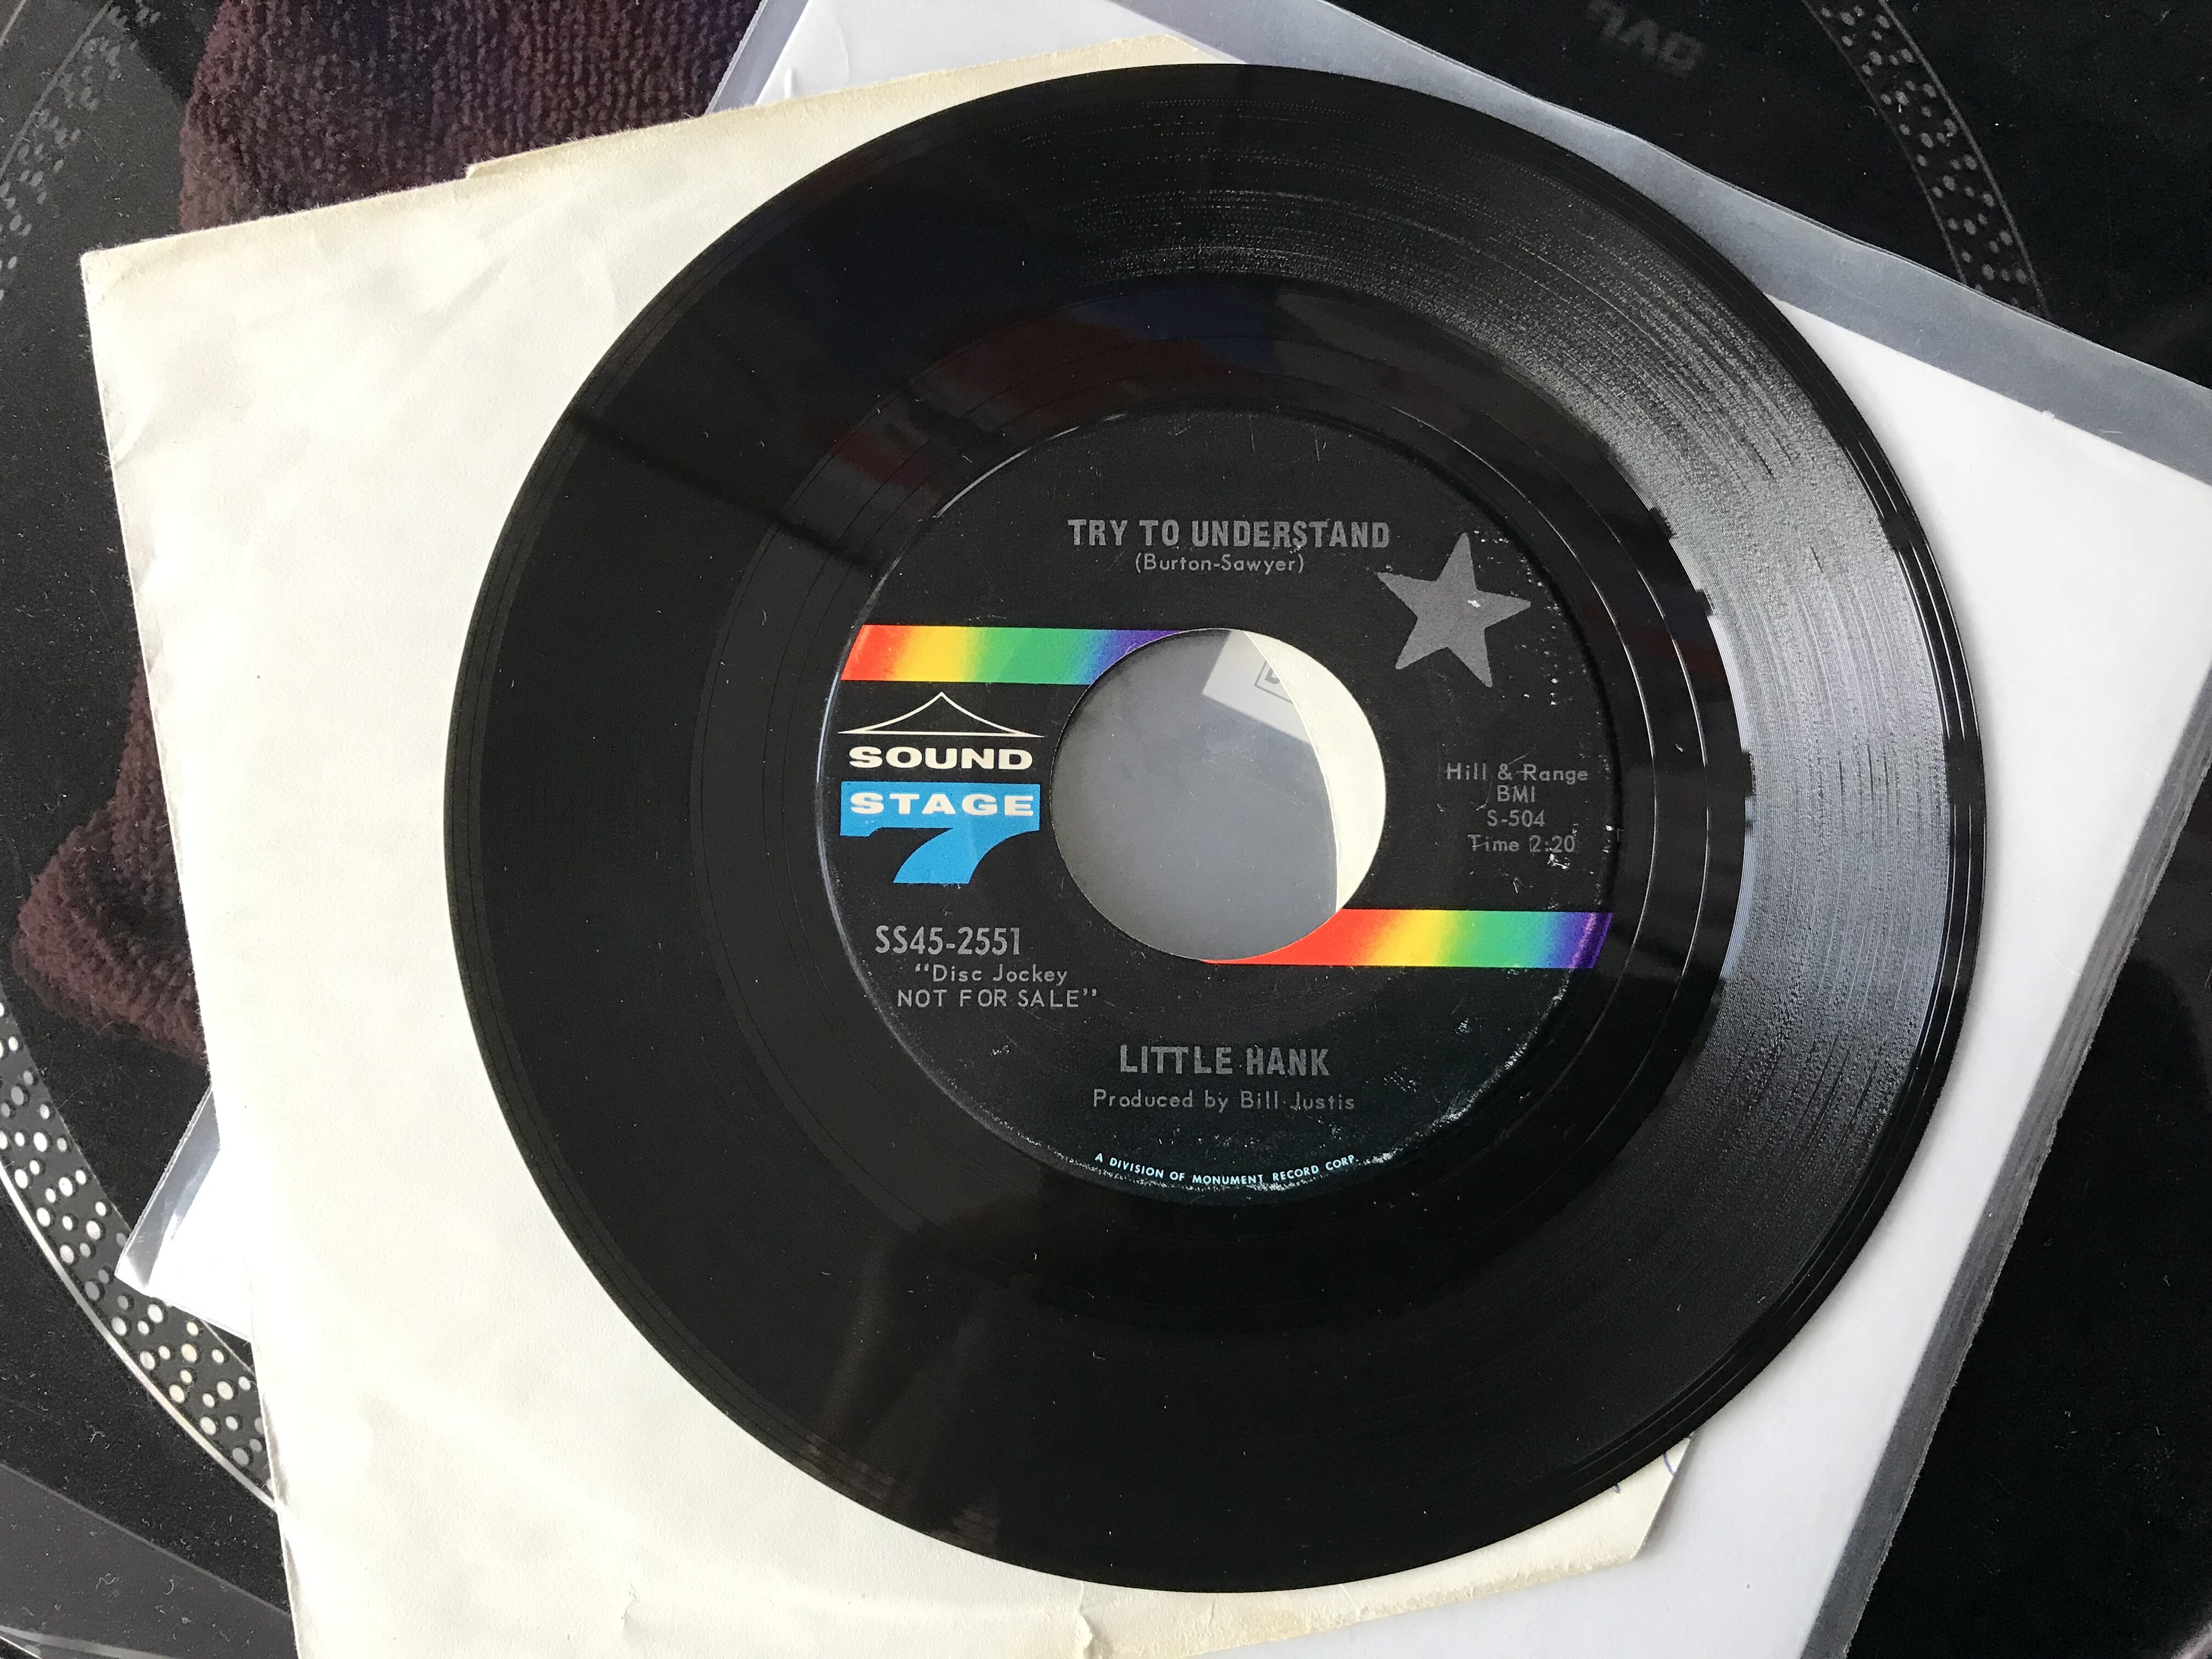 TRY TO UNDERSTAND
(Burton-Sawyer)
SOUND
STAGE
7
Hill & Range
BMI
S-504
Time 2:20
SS45-2551
"Disc Jockey
NOT FOR SALE"
LITTLE HANK
Produced by Bill Justis
A DIVISION OF MONUMENT RECORD CORP.